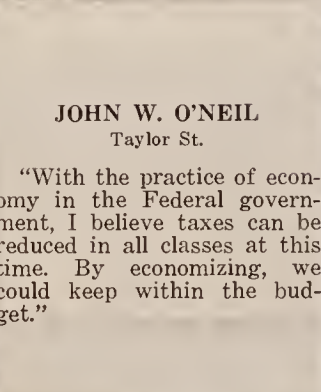 JOHN W. O'NEIL
Taylor St.
“With the practice of econ-
omy in the Federal govern-
ment, I believe taxes can be
reduced in all classes at this
time. By economizing, we
could keep within the bud-
get.”